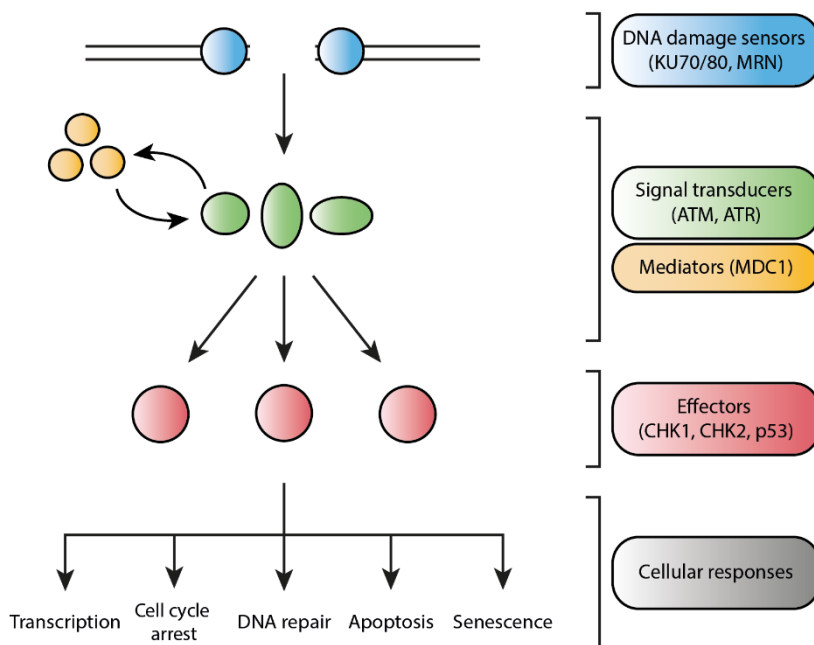 DNA damage sensors
(KU70/80, MRN)
Signal transducers
(ATM, ATR)
Mediators (MDC1)
Effectors
(CHK1, CHK2, p53)
Cellular responses
Transcription
Cell cycle
arrest
DNA repair
Apoptosis
Senescence